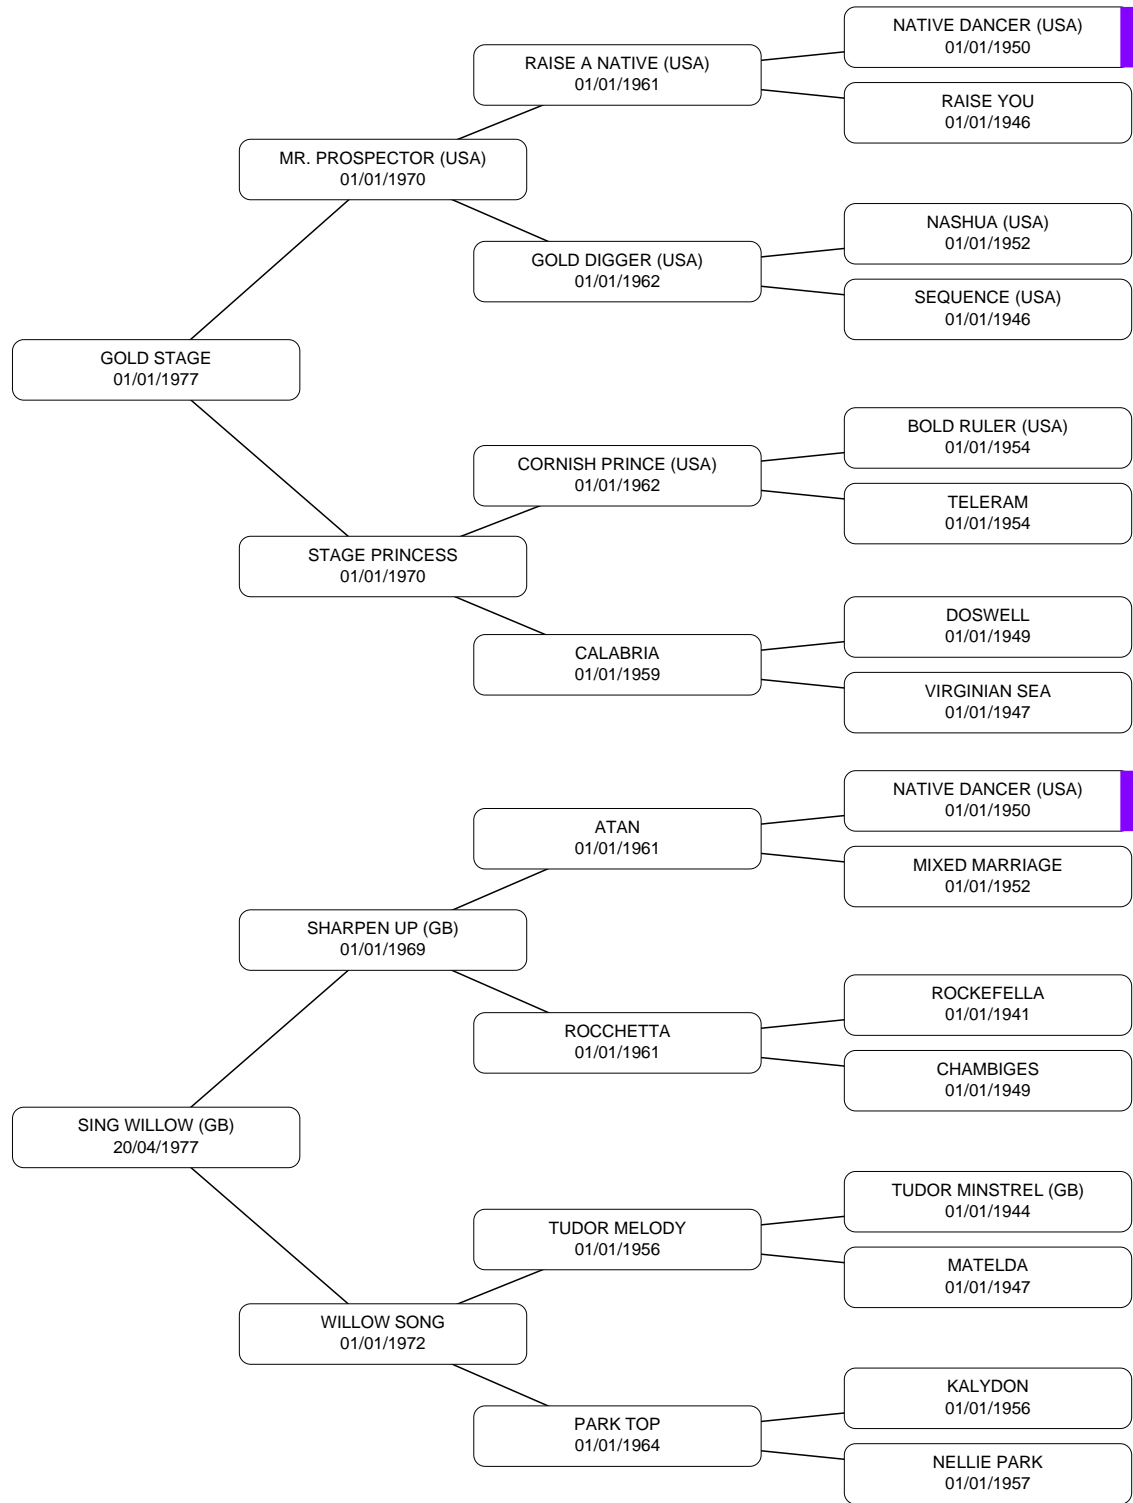 NATIVE DANCER (USA)
01/01/1950
RAISE A NATIVE (USA)
01/01/1961
RAISE YOU
01/01/1946
MR. PROSPECTOR (USA)
01/01/1970
NASHUA (USA)
01/01/1952
GOLD DIGGER (USA)
01/01/1962
SEQUENCE (USA)
01/01/1946
GOLD STAGE
01/01/1977
BOLD RULER (USA)
01/01/1954
CORNISH PRINCE (USA)
01/01/1962
TELERAM
01/01/1954
STAGE PRINCESS
01/01/1970
DOSWELL
01/01/1949
CALABRIA
01/01/1959
VIRGINIAN SEA
01/01/1947
NATIVE DANCER (USA)
01/01/1950
ATAN
01/01/1961
MIXED MARRIAGE
01/01/1952
SHARPEN UP (GB)
01/01/1969
ROCKEFELLA
01/01/1941
ROCCHETTA
01/01/1961
CHAMBIGES
01/01/1949
SING WILLOW (GB)
20/04/1977
TUDOR MINSTREL (GB)
01/01/1944
TUDOR MELODY
01/01/1956
MATELDA
01/01/1947
WILLOW SONG
01/01/1972
KALYDON
01/01/1956
PARK TOP
01/01/1964
NELLIE PARK
01/01/1957